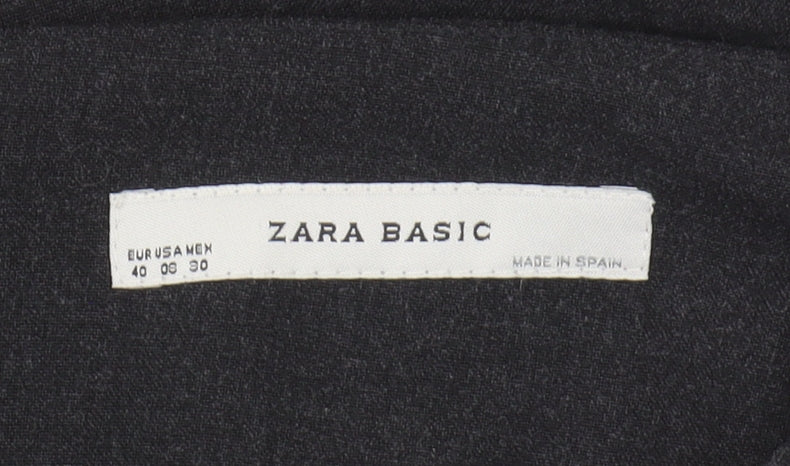 ZARA BASIC
EUR USA MEX
40 08 30
MADE IN SPAIN